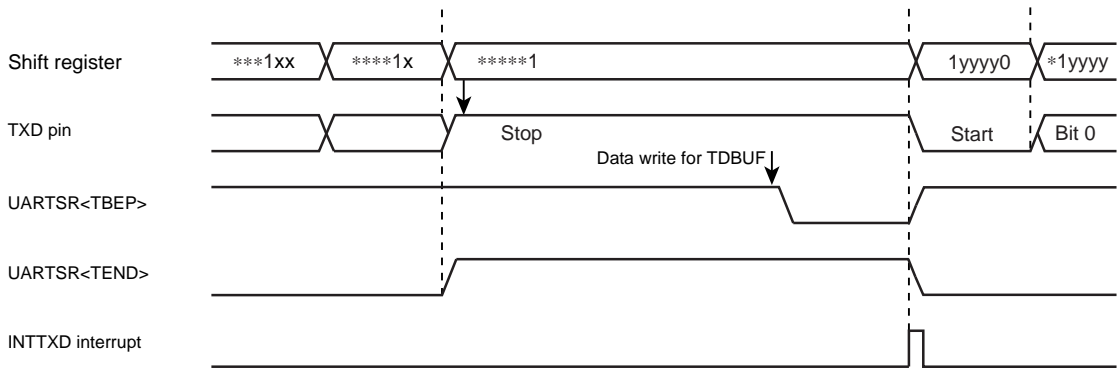 Shift register ***1xx ****1x *****1 1yyyy0 *1yyyy
TXD pin Stop Start Bit 0
Data write for TDBUF
UARTSR<TBEP>
UARTSR<TEND>
INTTXD interrupt